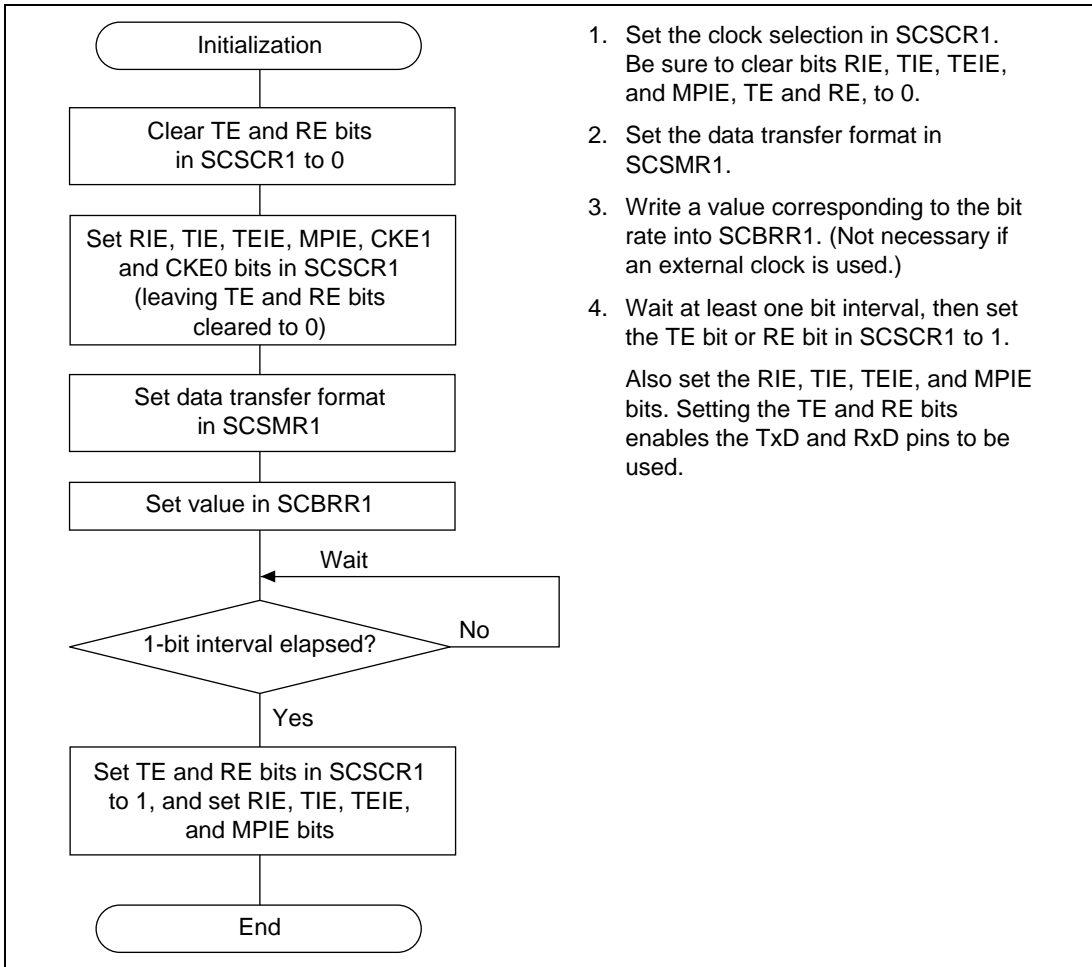 Initialization
Clear TE and RE bits
in SCSCR1 to 0
Set RIE, TIE, TEIE, MPIE, CKE1
and CKE0 bits in SCSCR1
(leaving TE and RE bits
cleared to 0)
Set data transfer format
in SCSMR1
Set value in SCBRR1
Wait
1-bit interval elapsed?
No
Yes
Set TE and RE bits in SCSCR1
to 1, and set RIE, TIE, TEIE,
and MPIE bits
End
1. Set the clock selection in SCSCR1.
Be sure to clear bits RIE, TIE, TEIE,
and MPIE, TE and RE, to 0.
2. Set the data transfer format in
SCSMR1.
3. Write a value corresponding to the bit
rate into SCBRR1. (Not necessary if
an external clock is used.)
4. Wait at least one bit interval, then set
the TE bit or RE bit in SCSCR1 to 1.
Also set the RIE, TIE, TEIE, and MPIE
bits. Setting the TE and RE bits
enables the TxD and RxD pins to be
used.